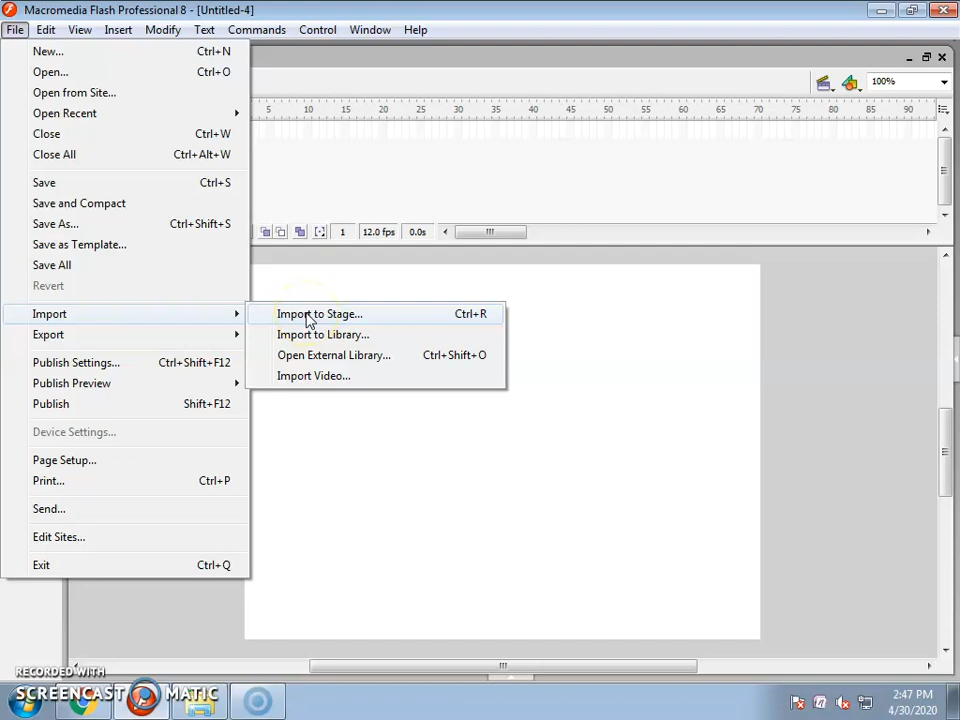 Macromedia Flash Professional 8 - [Untitled-4]
File Edit View Insert Modify Text Commands Control Window Help
New... Ctrl+N
Open... Ctrl+O
Open from Site...
Open Recent
Close Ctrl+W
Close All Ctrl+Alt+W
Save Ctrl+S
Save and Compact
Save As... Ctrl+Shift+S
Save as Template...
Save All
Revert
Import
Export
Publish Settings... Ctrl+Shift+F12
Publish Preview
Publish Shift+F12
Device Settings...
Page Setup...
Print... Ctrl+P
Send...
Edit Sites...
Exit Ctrl+Q
100%
5 10 15 20 25 30 35 40 45 50 55 60 65 70 75 80 85 90
1 12.0 fps 0.0s
Import to Stage... Ctrl+R
Import to Library...
Open External Library... Ctrl+Shift+O
Import Video...
RECORDED WITH
SCREENCAST MATIC
2:47 PM
4/30/2020